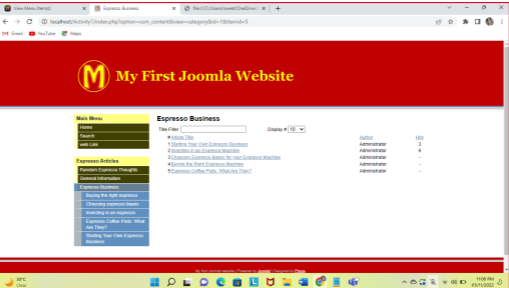 View Menu Item(s)
Espresso Business
file:///C:/Users/sweet/OneDrive/
localhost/Activity7/index.php?option=com_content&view=category&id=10&Itemid=5
Gmail YouTube Maps
My First Joomla Website
Main Menu
Home
Search
web Link
Espresso Articles
Random Espresso Thoughts
General Information
Espresso Business
Buying the right espresso
Choosing espresso beans
Investing in an espresso
Espresso Coffee Pads: What Are They?
Starting Your Own Espresso Business
Espresso Business
Title Filter Display # 10
# Article Title Author Hits
1 Starting Your Own Espresso Business Administrator 3
2 Investing in an Espresso Machine Administrator 6
3 Choosing Espresso Beans for your Espresso Machine Administrator -
4 Buying the Right Espresso Machine Administrator -
5 Espresso Coffee Pads: What Are They? Administrator -
My first Joomla! website | Powered by Joomla! | Designed by
30°C
Clear
11:08 PM
03/11/2022